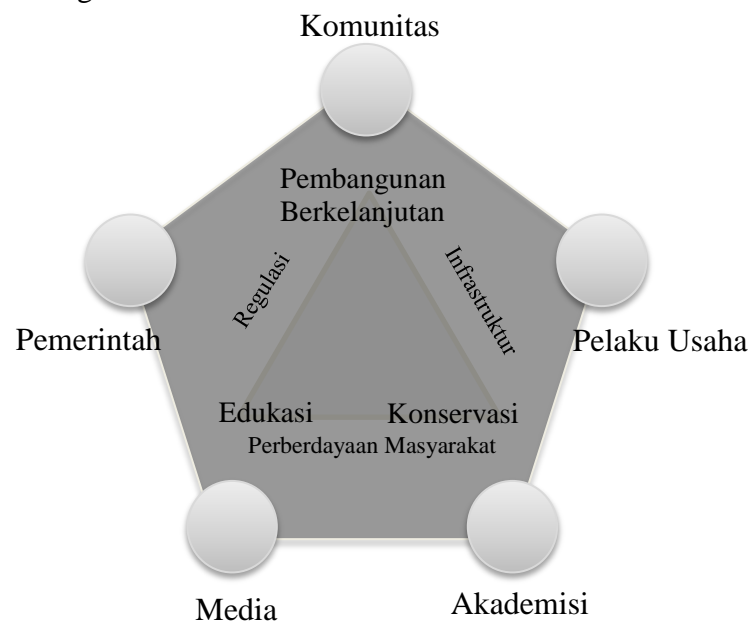 Komunitas
Pembangunan
Berkelanjutan
Regulasi
Infrastruktur
Pemerintah
Pelaku Usaha
Edukasi
Konservasi
Perberdayaan Masyarakat
Media
Akademisi